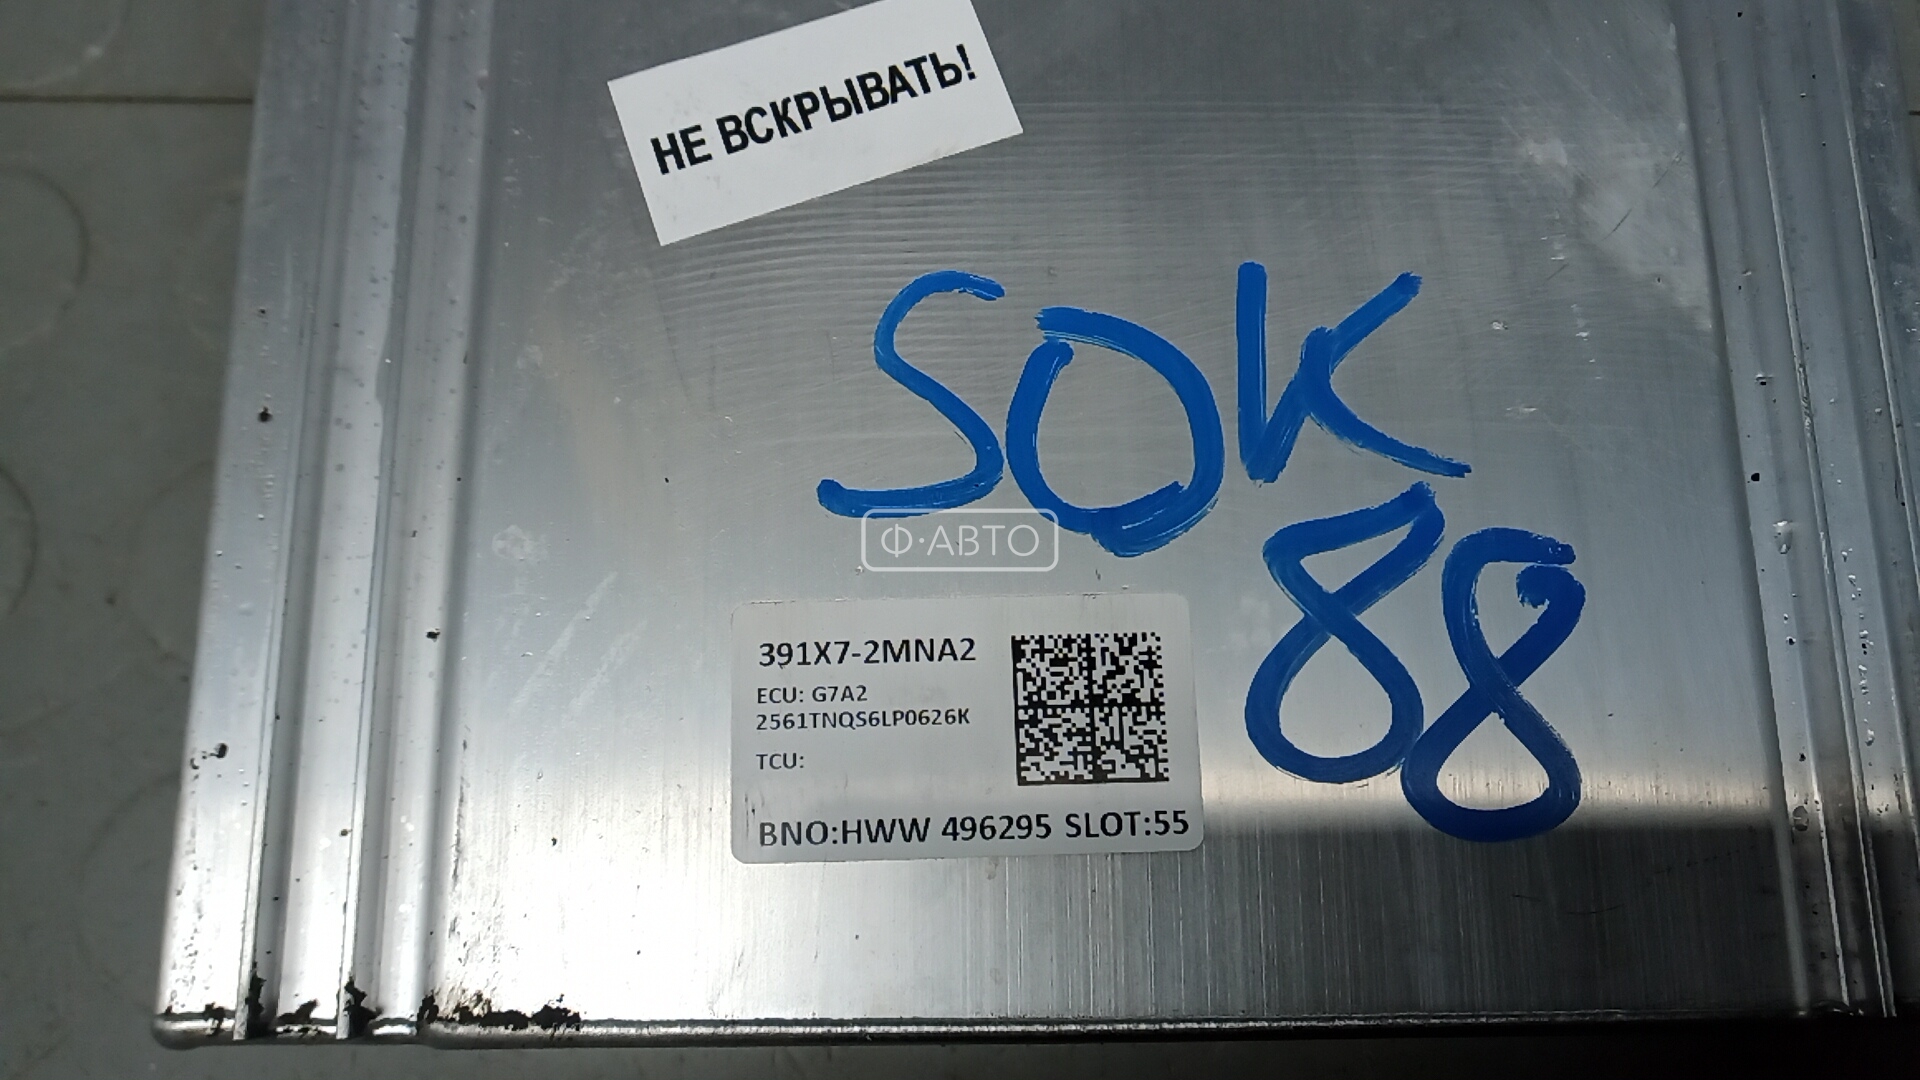 НЕ ВСКРЫВАТЬ!
SOK
88
Ф·АВТО
391X7-2MNA2
ECU: G7A2
2561TNQS6LP0626K
TCU:
BNO:HWW 496295 SLOT:55